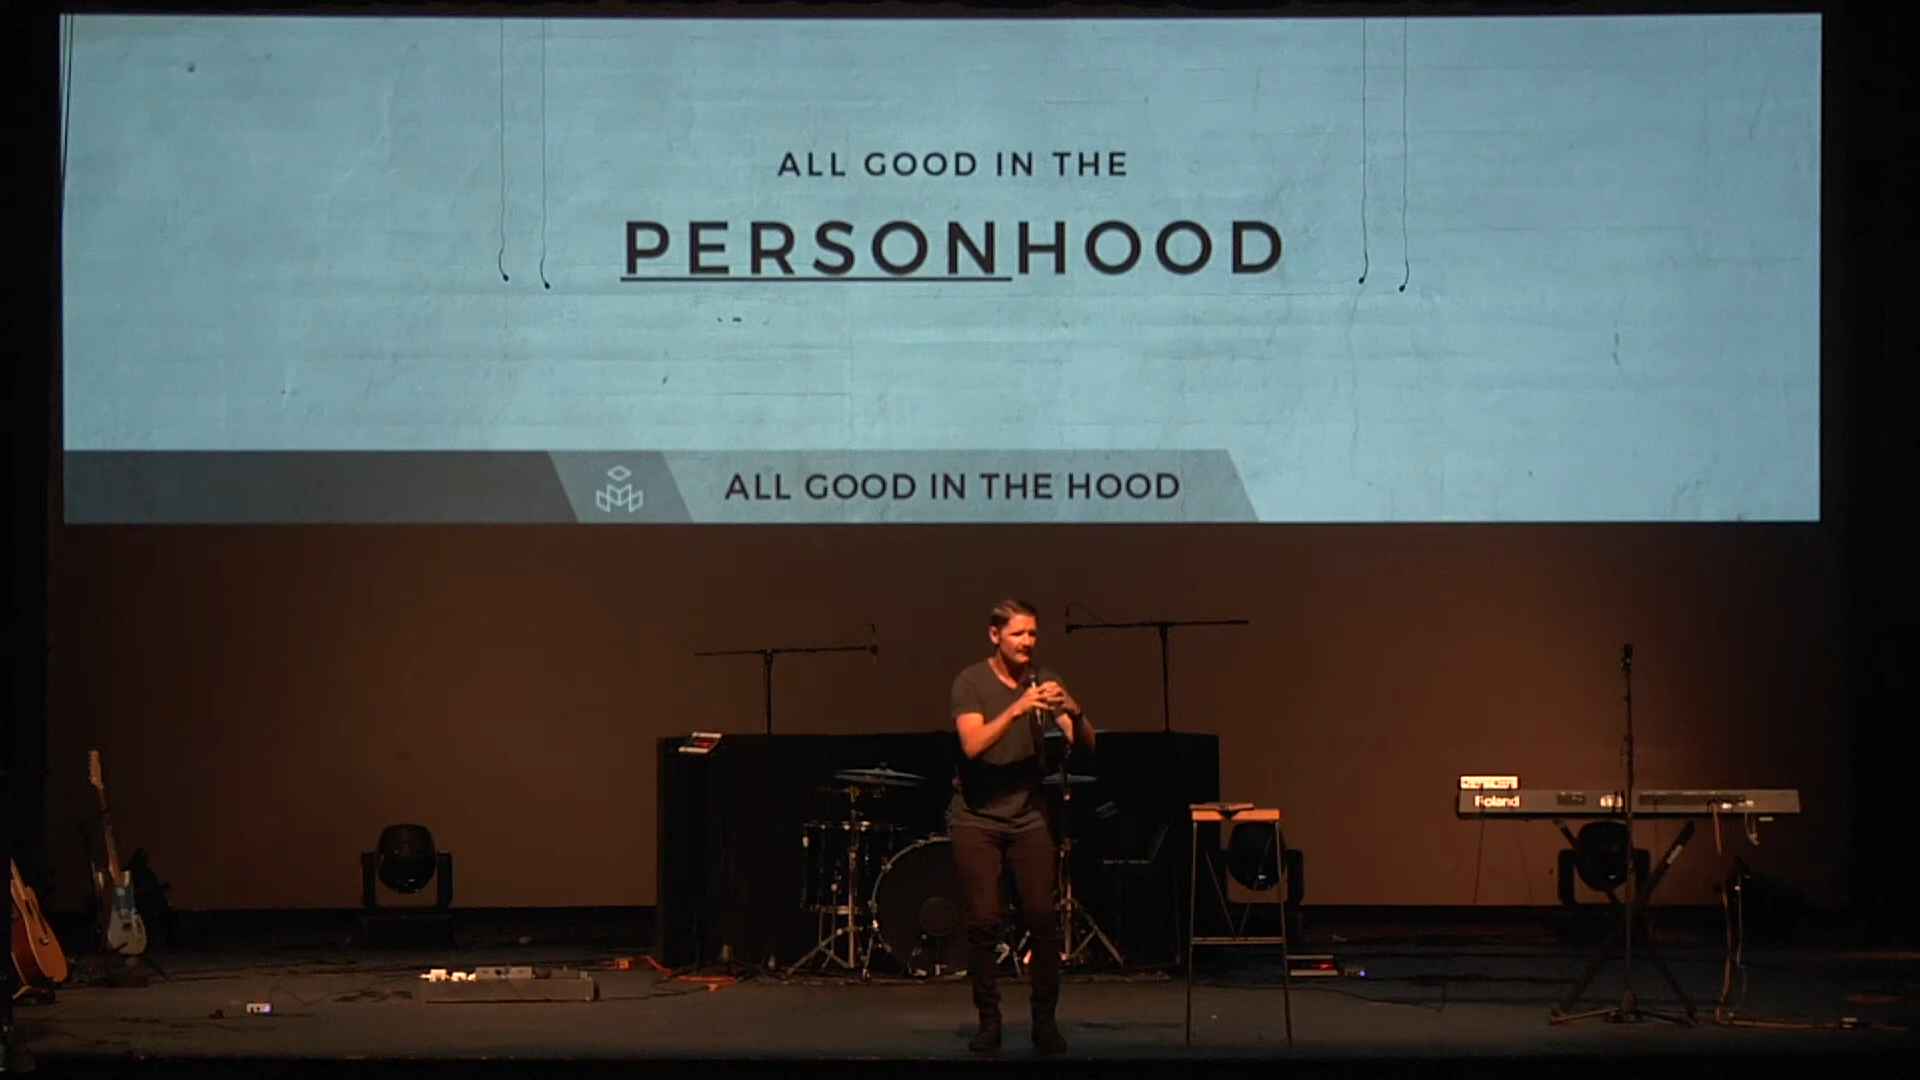 ALL GOOD IN THE
PERSONHOOD
ALL GOOD IN THE HOOD
Roland